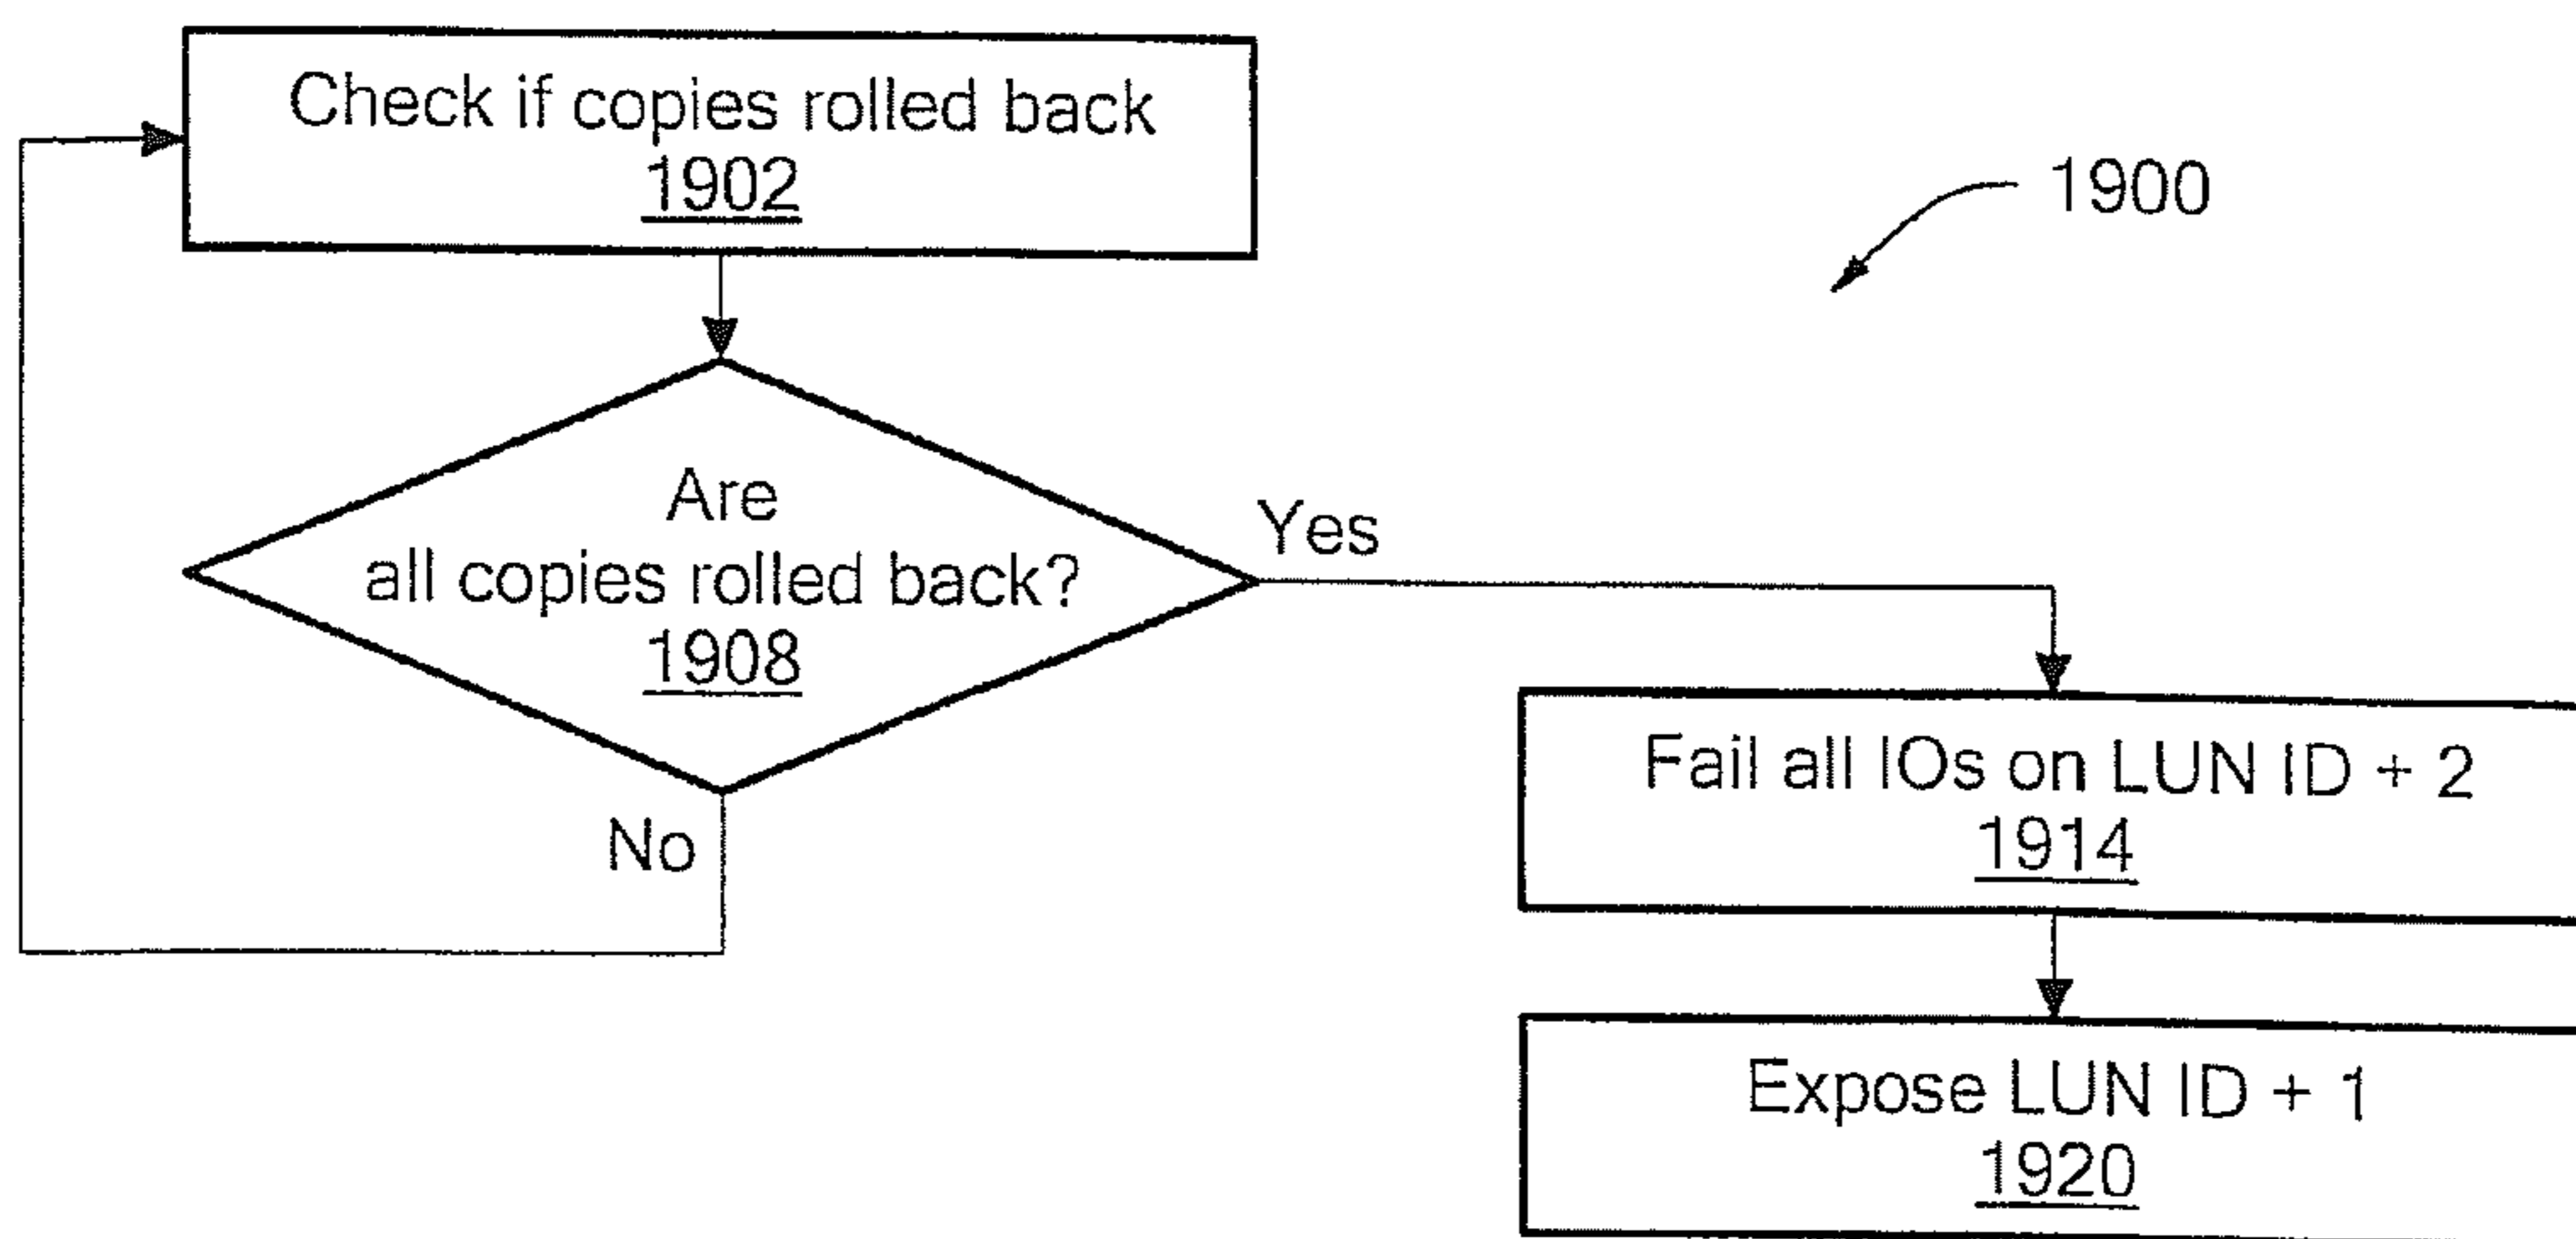 Check if copies rolled back
1902
1900
Are
all copies rolled back?
1908
Yes
No
Fail all IOs on LUN ID + 2
1914
Expose LUN ID + 1
1920